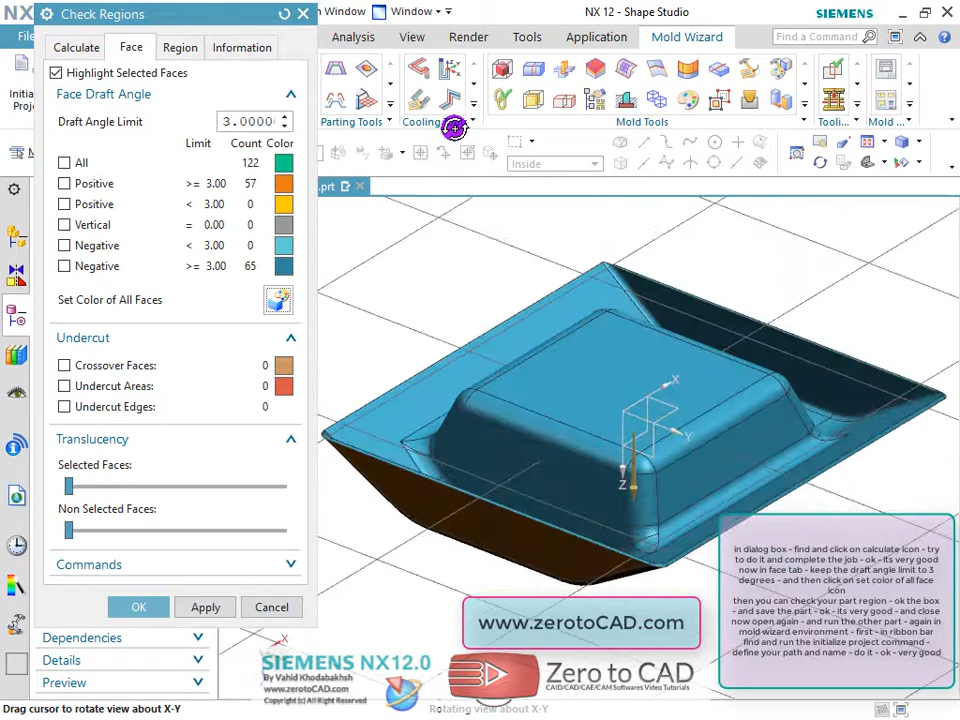 NX
Check Regions
in Window
Window
NX 12 - Shape Studio
SIEMENS
Analysis
View
Render
Tools
Application
Mold Wizard
Find a Command
Calculate
Face
Region
Information
Highlight Selected Faces
Face Draft Angle
Draft Angle Limit
3.0000
Limit
Count
Color
All
122
Positive
>= 3.00
57
Positive
< 3.00
0
Vertical
= 0.00
0
Negative
< 3.00
0
Negative
>= 3.00
65
Set Color of All Faces
Undercut
Crossover Faces:
0
Undercut Areas:
0
Undercut Edges:
0
Translucency
Selected Faces:
Non Selected Faces:
Commands
OK
Apply
Cancel
Dependencies
Details
Preview
Parting Tools
Mold Tools
Tooli...
Mold ...
Inside
.prt
X
Y
Z
X
in dialog box - find and click on calculate icon - try
to do it and complete the job - ok - its very good
now in face tab - keep the draft angle limit to 3
degrees - and then click on set color of all face
icon
then you can check your part region - ok the box
- and save the part - ok - its very good - and close
now open again - and run the other part - again in
mold wizard environment - first - in ribbon bar
find and run the initialize project command -
define your path and name - do it - ok - very good
www.zerotoCAD.com
SIEMENS NX12.0
By Vahid Khodabakhsh
www.zerotoCAD.com
Copyright (c) All Rights Reserved
Zero to CAD
CAD/CAD/CAE/CAM Softwares Video Tutorials
Drag cursor to rotate view about X-Y
Rotating view about X-Y